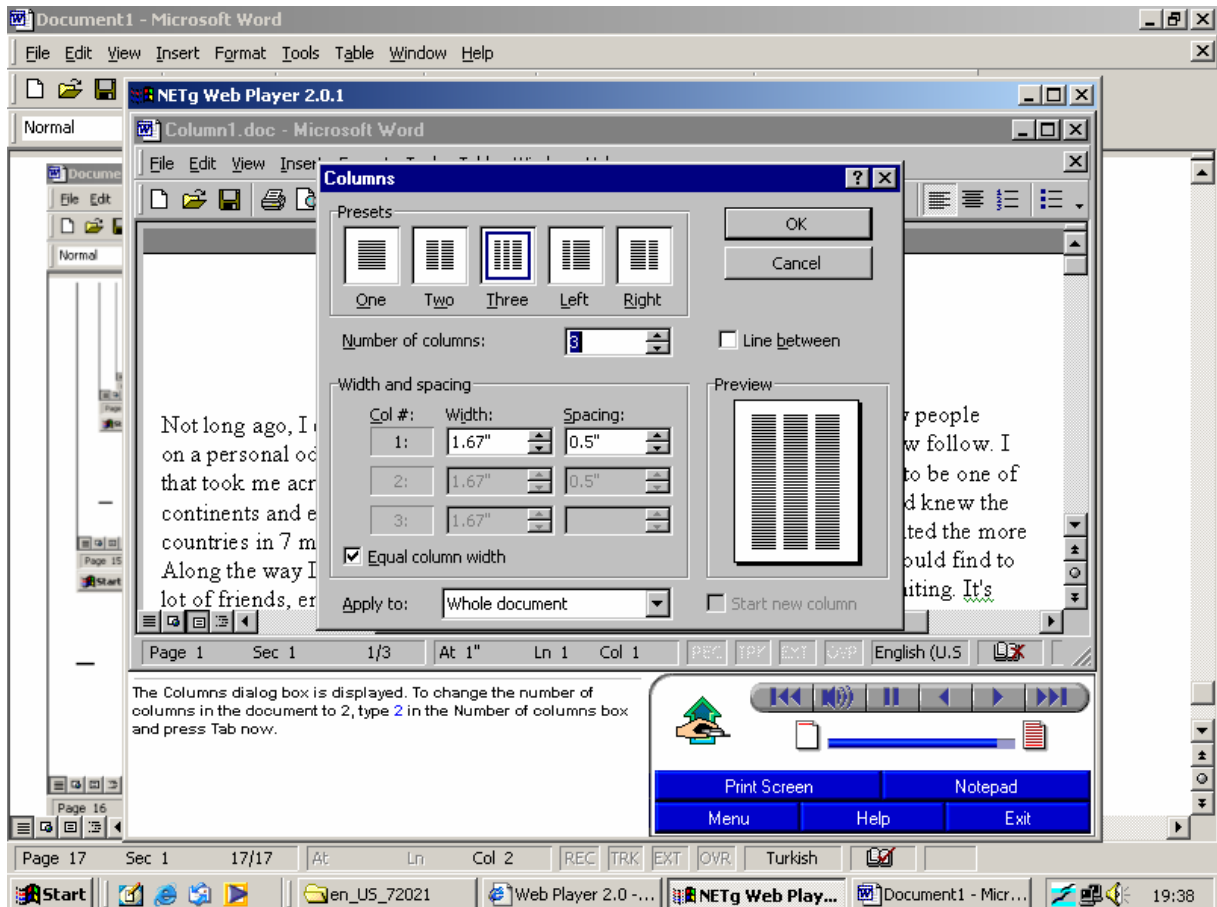 Document1 - Microsoft Word
File Edit View Insert Format Tools Table Window Help
NETg Web Player 2.0.1
Normal
Column1.doc - Microsoft Word
File Edit View
Docume
File Edit
Normal
Columns
Presets
One Two Three Left Right
OK
Cancel
Number of columns: 3
Line between
Width and spacing
Preview
Col #: Width: Spacing:
1: 1.67" 0.5"
2: 1.67" 0.5"
3: 1.67"
Equal column width
Apply to: Whole document
Start new column
Not long ago, I
on a personal
that took me
continents and
countries in 7
Along the way I
lot of friends,
people
follow. I
to be one of
knew the
the more
find to
It's
Page 1 Sec 1 1/3 At 1" Ln 1 Col 1 REC TRK EXT OVR English (U.S
Page 15
Start
The Columns dialog box is displayed. To change the number of
columns in the document to 2, type 2 in the Number of columns box
and press Tab now.
Print Screen Notepad
Menu Help Exit
Page 16
Page 17 Sec 1 17/17 At Ln Col 2 REC TRK EXT OVR Turkish
Start en_US_72021 Web Player 2.0 -... NETg Web Play... Document1 - Micr... 19:38